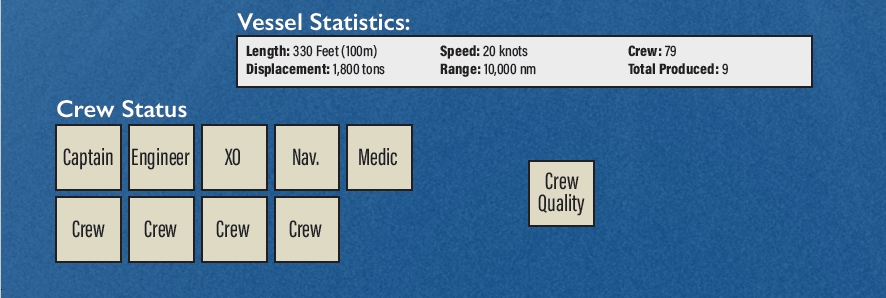 Vessel Statistics:
Length: 330 Feet (100m) Speed: 20 knots Crew: 79
Displacement: 1,800 tons Range: 10,000 nm Total Produced: 9
Crew Status
Captain Engineer XO Nav. Medic
Crew
Quality
Crew Crew Crew Crew